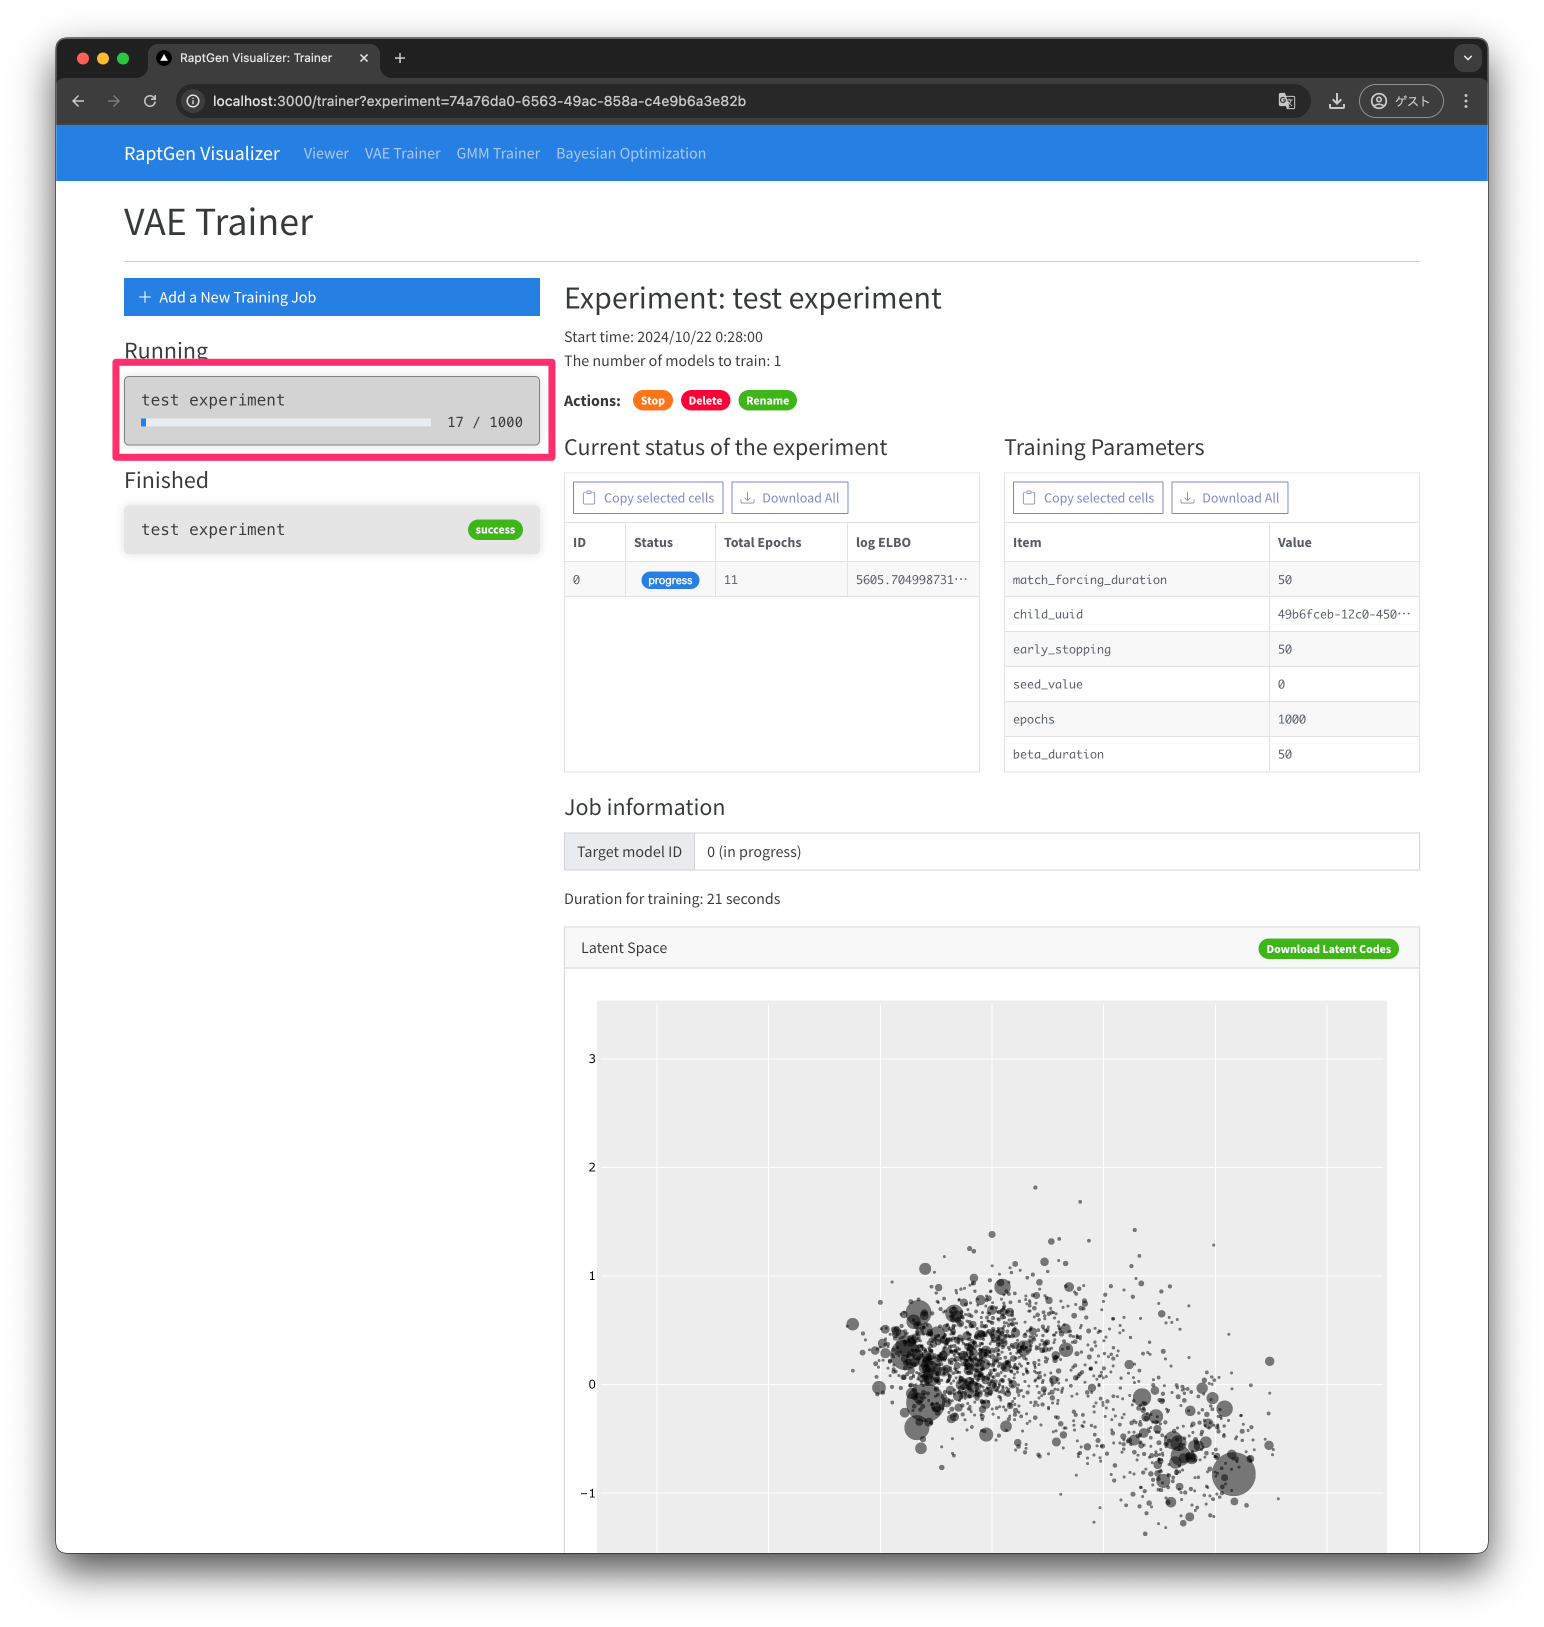 RaptGen Visualizer: Trainer
localhost:3000/trainer?experiment=74a76da0-6563-49ac-858a-c4e9b6a3e82b
ゲスト
RaptGen Visualizer Viewer VAE Trainer GMM Trainer Bayesian Optimization
VAE Trainer
+ Add a New Training Job
Running
test experiment
17 / 1000
Finished
test experiment success
Experiment: test experiment
Start time: 2024/10/22 0:28:00
The number of models to train: 1
Actions: Stop Delete Rename
Current status of the experiment
Copy selected cells Download All
ID Status Total Epochs log ELBO
0 progress 11 5605.704998731…
Training Parameters
Copy selected cells Download All
Item Value
match_forcing_duration 50
child_uuid 49b6fceb-12c0-450…
early_stopping 50
seed_value 0
epochs 1000
beta_duration 50
Job information
Target model ID 0 (in progress)
Duration for training: 21 seconds
Latent Space Download Latent Codes
3
2
1
0
−1